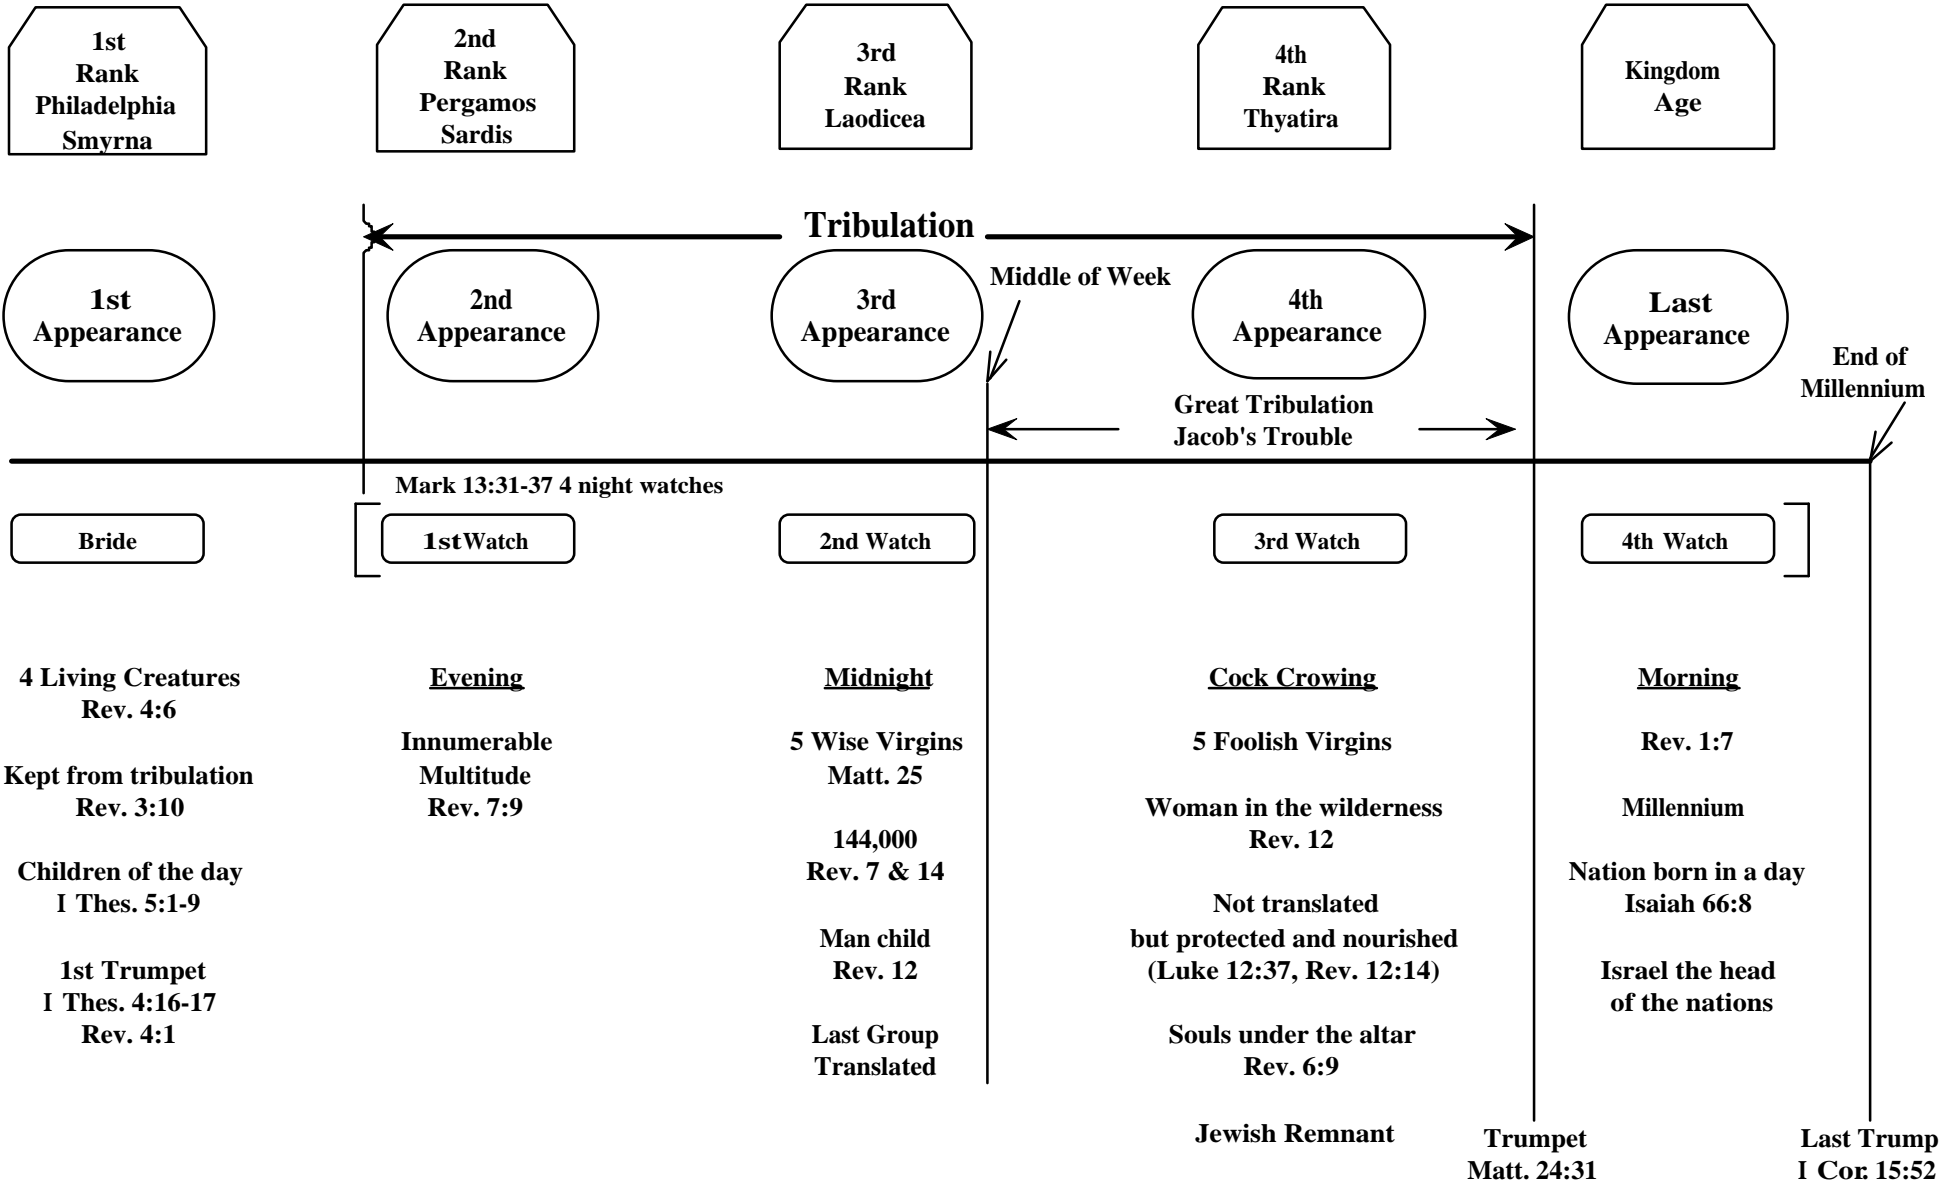 1st
Rank
Philadelphia
Smyrna
2nd
Rank
Pergamos
Sardis
3rd
Rank
Laodicea
4th
Rank
Thyatira
Kingdom
Age
Tribulation
1st
Appearance
2nd
Appearance
3rd
Appearance
Middle of Week
4th
Appearance
Last
Appearance
End of
Millennium
Great Tribulation
Jacob's Trouble
Mark 13:31-37 4 night watches
Bride
1st Watch
2nd Watch
3rd Watch
4th Watch
4 Living Creatures
Rev. 4:6
Kept from tribulation
Rev. 3:10
Children of the day
I Thes. 5:1-9
1st Trumpet
I Thes. 4:16-17
Rev. 4:1
Evening
Innumerable
Multitude
Rev. 7:9
Midnight
5 Wise Virgins
Matt. 25
144,000
Rev. 7 & 14
Man child
Rev. 12
Last Group
Translated
Cock Crowing
5 Foolish Virgins
Woman in the wilderness
Rev. 12
Not translated
but protected and nourished
(Luke 12:37, Rev. 12:14)
Souls under the altar
Rev. 6:9
Jewish Remnant
Morning
Rev. 1:7
Millennium
Nation born in a day
Isaiah 66:8
Israel the head
of the nations
Trumpet
Matt. 24:31
Last Trump
I Cor. 15:52